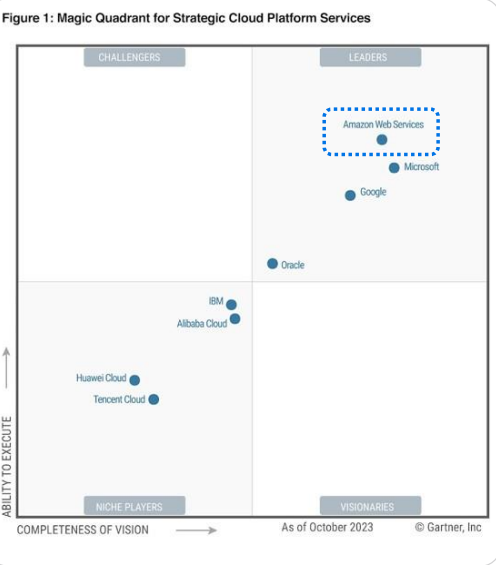 Figure 1: Magic Quadrant for Strategic Cloud Platform Services
CHALLENGERS
LEADERS
Amazon Web Services
Microsoft
Google
Oracle
IBM
Alibaba Cloud
Huawei Cloud
Tencent Cloud
ABILITY TO EXECUTE
NICHE PLAYERS
VISIONARIES
COMPLETENESS OF VISION
As of October 2023
© Gartner, Inc